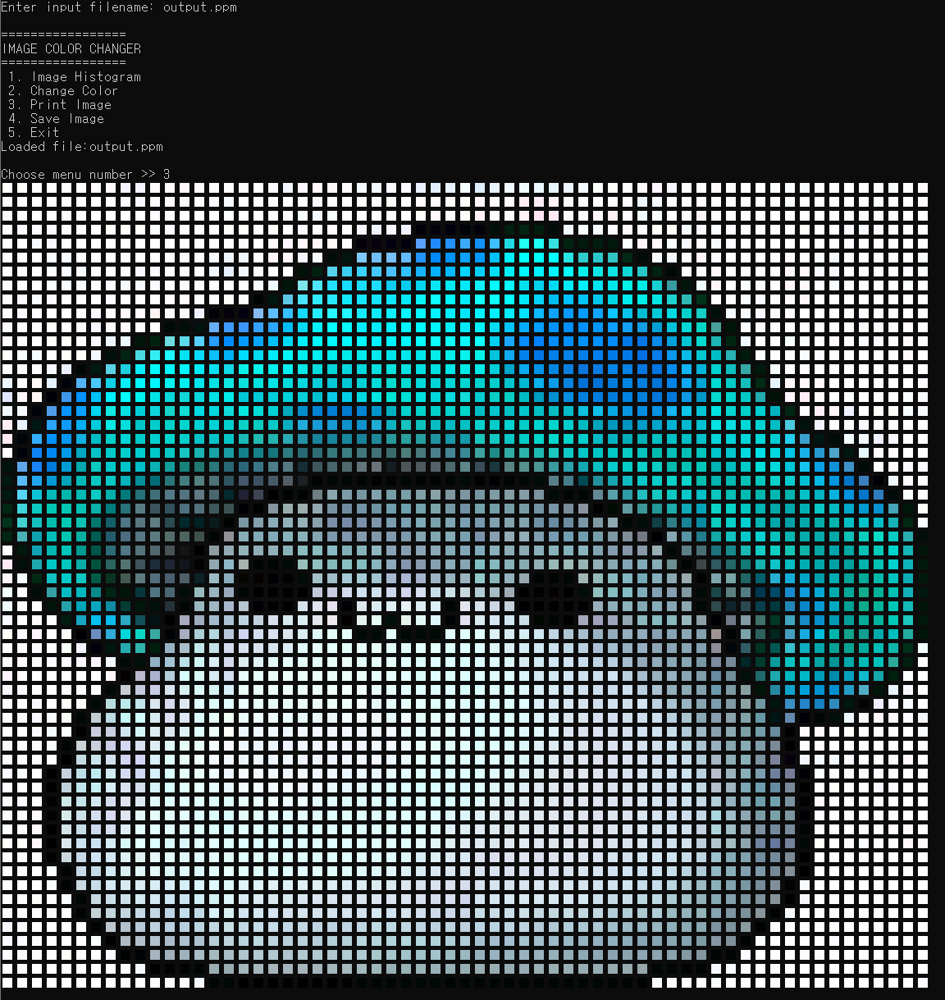 Enter input filename: output.ppm
=================
IMAGE COLOR CHANGER
=================
1. Image Histogram
2. Change Color
3. Print Image
4. Save Image
5. Exit
Loaded file:output.ppm
Choose menu number >> 3